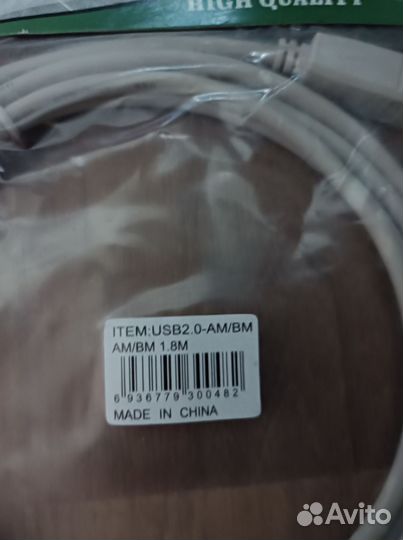 HIGH QUALITY
ITEM:USB2.0-AM/BM
AM/BM 1.8M
6 936779 300482
MADE IN CHINA
Avito